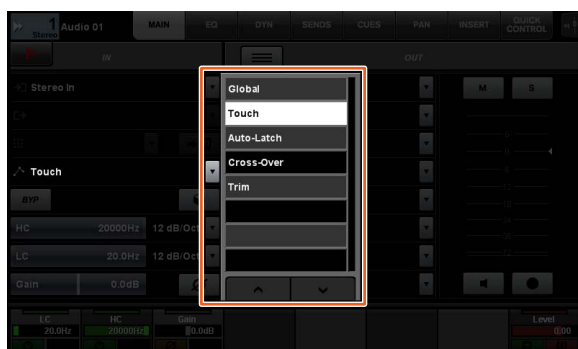 1 Audio 01 MAIN EQ DYN SENDS CUES PAN INSERT QUICK CONTROL
Stereo
IN OUT
Stereo In
Global
M S
Touch
Auto-Latch
Touch
Cross-Over
Trim
BYP
HC 20000Hz 12 dB/Oct
LC 20.0Hz 12 dB/Oct
Gain 0.0dB
LC HC Gain Level
20.0Hz 20000Hz 0.0dB 0.00